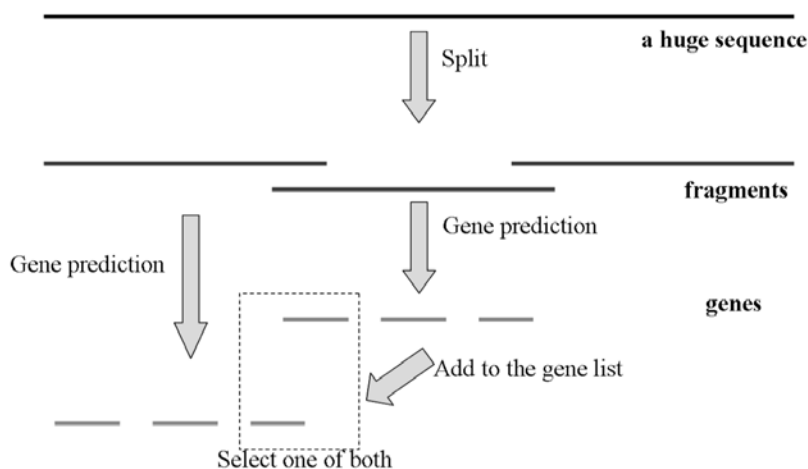 a huge sequence
Split
fragments
Gene prediction
Gene prediction
genes
Add to the gene list
Select one of both